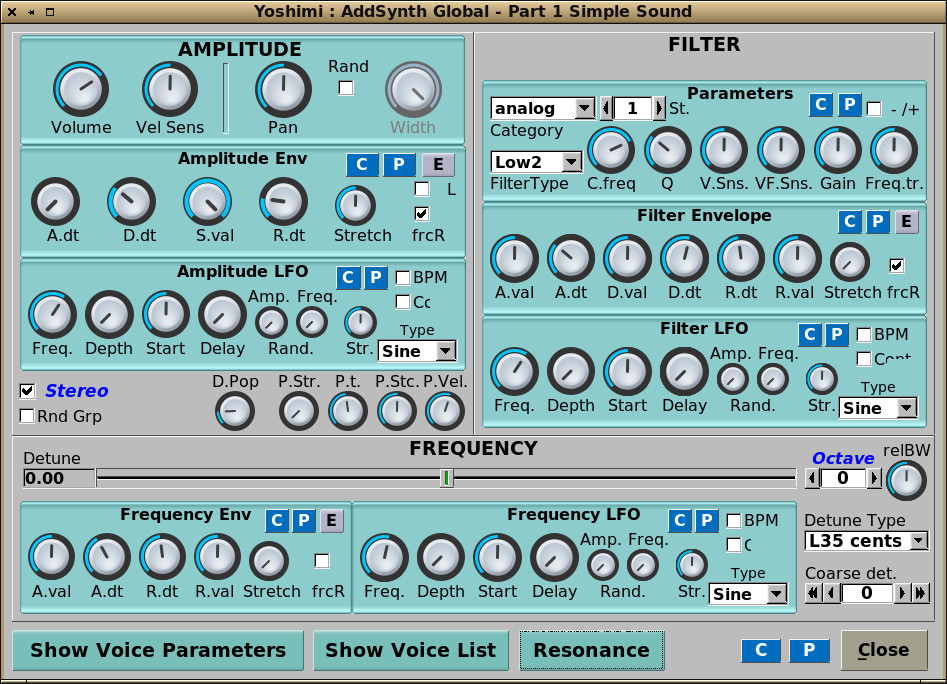 Yoshimi : AddSynth Global - Part 1 Simple Sound
AMPLITUDE
Rand
Volume Vel Sens Pan Width
Amplitude Env C P E
L
A.dt D.dt S.val R.dt Stretch frcR
Amplitude LFO C P BPM
Amp. Freq. Cc
Type
Freq. Depth Start Delay Rand. Str. Sine
Stereo D.Pop P.Str. P.t. P.Stc. P.Vel.
Rnd Grp
FILTER
Parameters
analog 1 St. C P - /+
Category
Low2
FilterType C.freq Q V.Sns. VF.Sns. Gain Freq.tr.
Filter Envelope C P E
A.val A.dt D.val D.dt R.dt R.val Stretch frcR
Filter LFO C P BPM
Amp. Freq. Cont
Type
Freq. Depth Start Delay Rand. Str. Sine
FREQUENCY
Detune Octave relBW
0.00 0
Frequency Env C P E
A.val A.dt R.dt R.val Stretch frcR
Frequency LFO C P BPM
Amp. Freq. C
Type
Freq. Depth Start Delay Rand. Str. Sine
Detune Type
L35 cents
Coarse det.
0
Show Voice Parameters Show Voice List Resonance C P Close